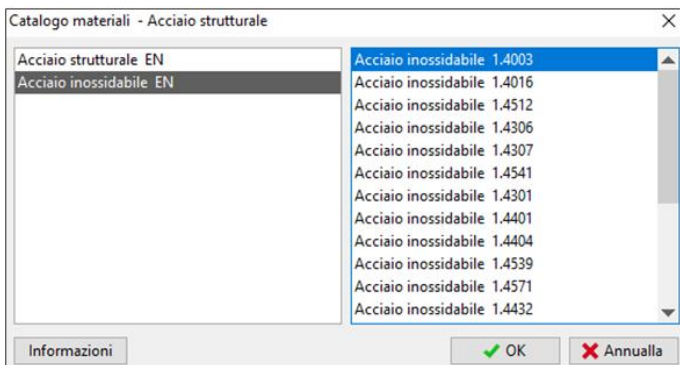 Catalogo materiali - Acciaio strutturale
Acciaio strutturale EN
Acciaio inossidabile EN
Acciaio inossidabile 1.4003
Acciaio inossidabile 1.4016
Acciaio inossidabile 1.4512
Acciaio inossidabile 1.4306
Acciaio inossidabile 1.4307
Acciaio inossidabile 1.4541
Acciaio inossidabile 1.4301
Acciaio inossidabile 1.4401
Acciaio inossidabile 1.4404
Acciaio inossidabile 1.4539
Acciaio inossidabile 1.4571
Acciaio inossidabile 1.4432
Informazioni
OK
Annualla